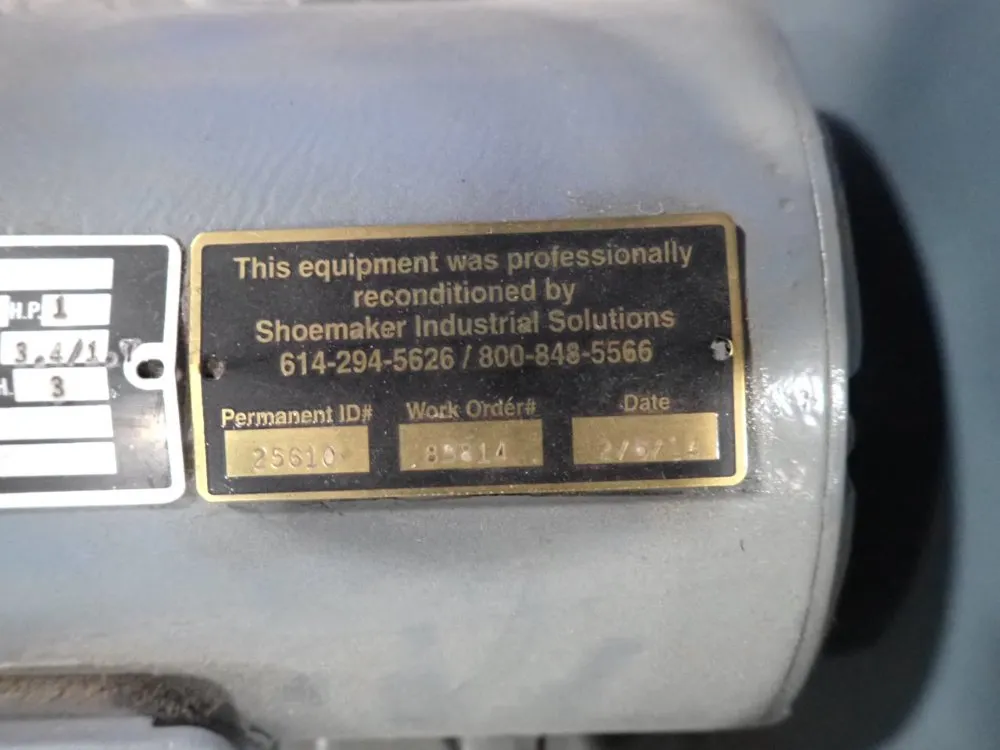 H.P. 1
3.4/1.7
H. 3
This equipment was professionally
reconditioned by
Shoemaker Industrial Solutions
614-294-5626 / 800-848-5566
Permanent ID# Work Order# Date
25610